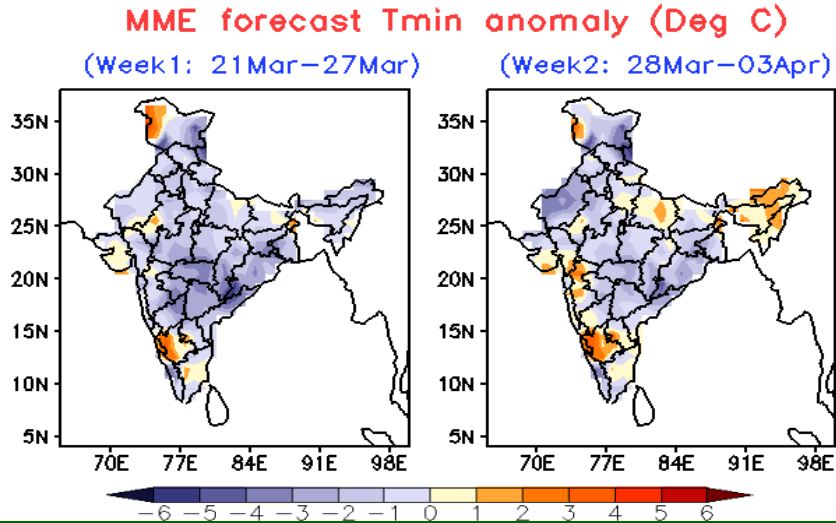 MME forecast Tmin anomaly (Deg C)
(Week1: 21Mar-27Mar) (Week2: 28Mar-03Apr)
35N 35N
30N 30N
25N 25N
20N 20N
15N 15N
10N 10N
5N 5N
70E 77E 84E 91E 98E 70E 77E 84E 91E 98E
-6 -5 -4 -3 -2 -1 0 1 2 3 4 5 6